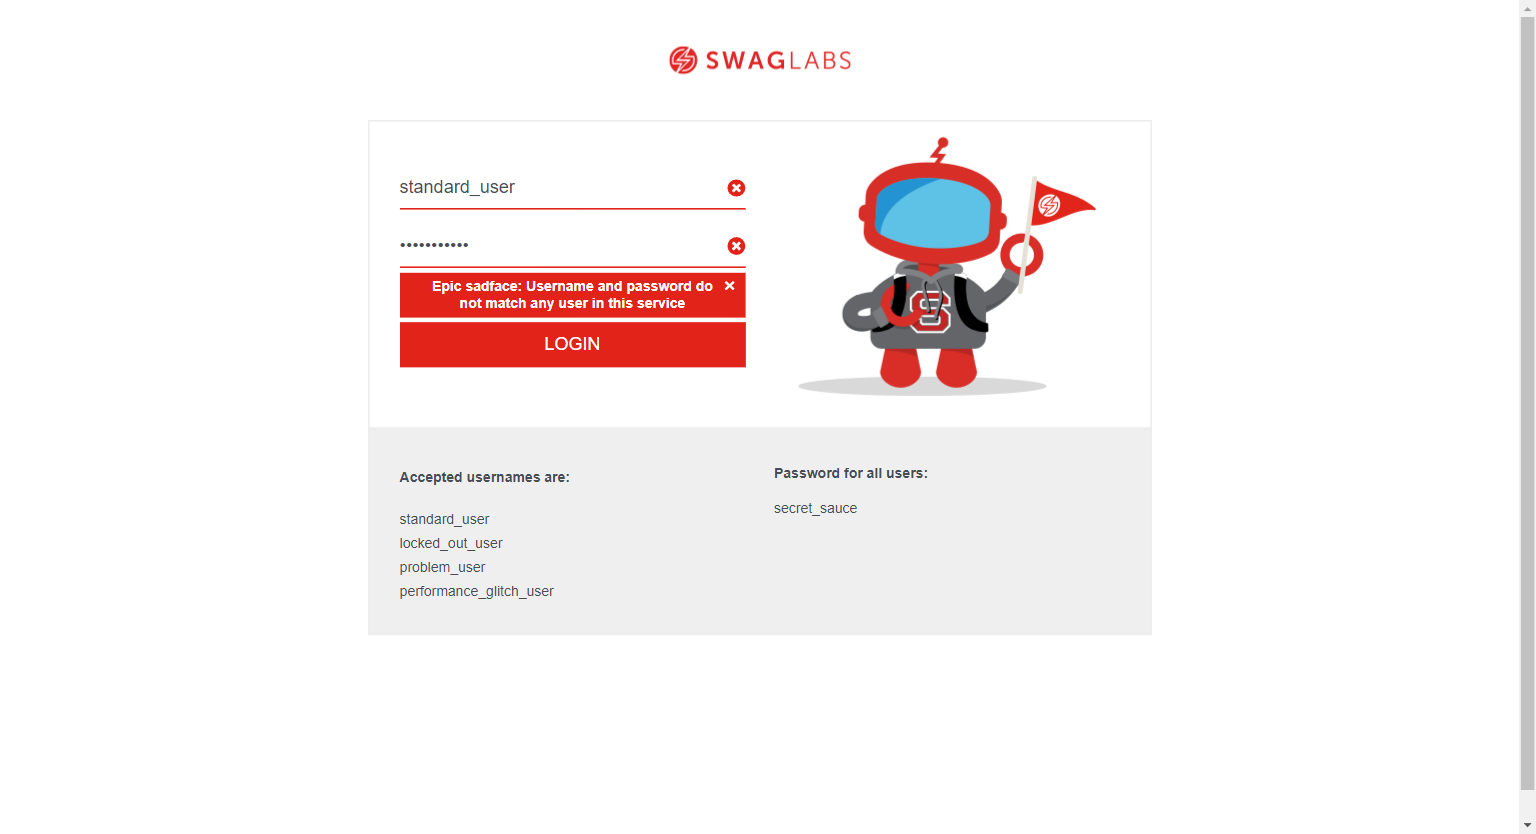 SWAGLABS
standard_user
•••••••••••
Epic sadface: Username and password do
not match any user in this service
LOGIN
Accepted usernames are:
standard_user
locked_out_user
problem_user
performance_glitch_user
Password for all users:
secret_sauce